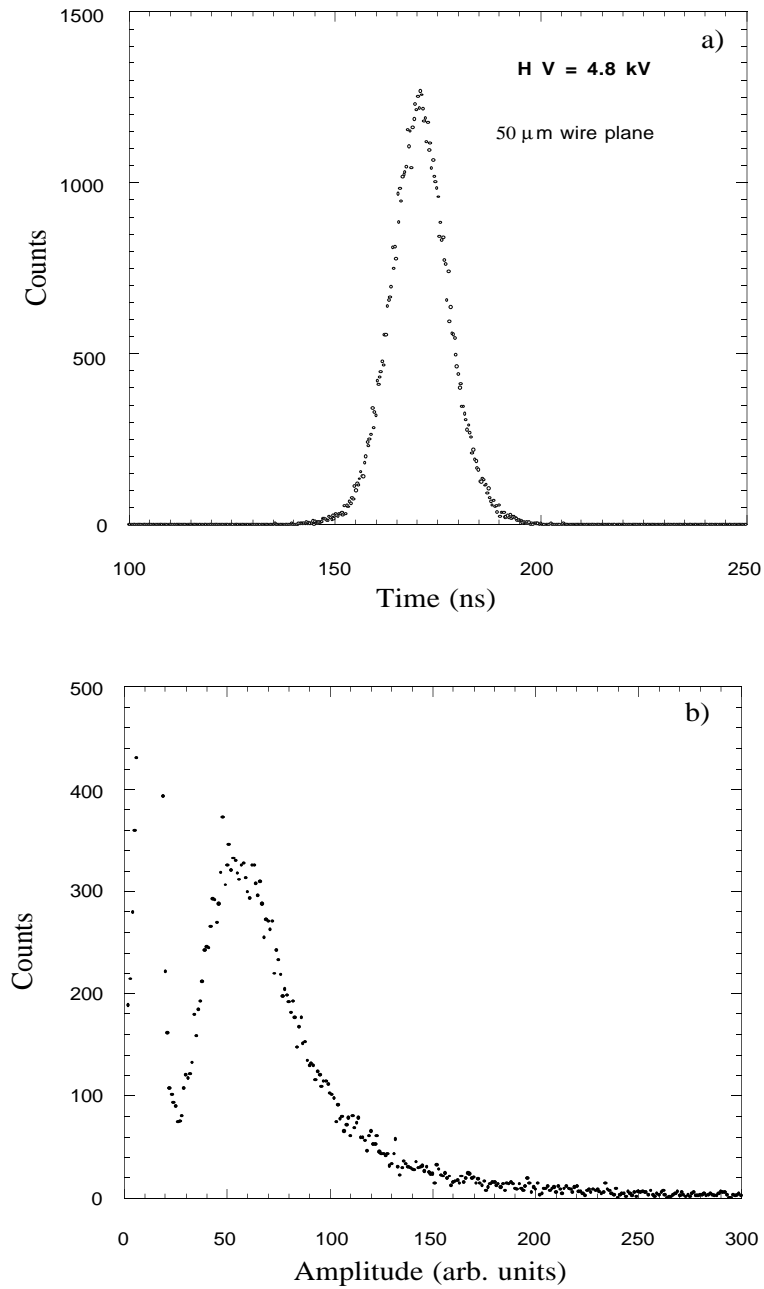 1500
a)
H V = 4.8 kV
50 μm wire plane
1000
Counts
500
0
100 150 200 250
Time (ns)
500
b)
400
300
Counts
200
100
0
0 50 100 150 200 250 300
Amplitude (arb. units)